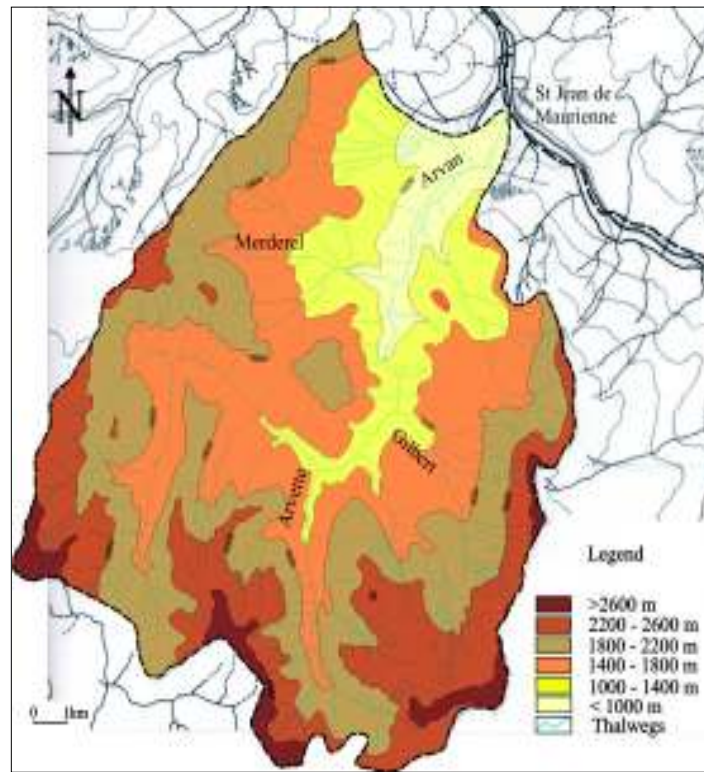 St Jean de
Maurienne
N
Arvan
Merderel
Gilbert
Arvette
Legend
>2600 m
2200 - 2600 m
1800 - 2200 m
1400 - 1800 m
1000 - 1400 m
< 1000 m
Thalwegs
0 1km